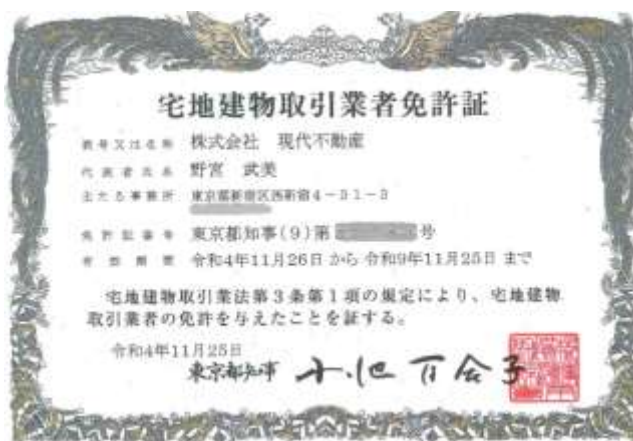 宅地建物取引業者免許証
商号又は名称 株式会社 現代不動産
代表者氏名 野宮 武美
主たる事務所 東京都新宿区西新宿4-31-3
免許証番号 東京都知事(9)第 号
有効期間 令和4年11月26日から令和9年11月25日まで
宅地建物取引業法第3条第1項の規定により、宅地建物
取引業者の免許を与えたことを証する。
令和4年11月25日
東京都知事 小池百合子